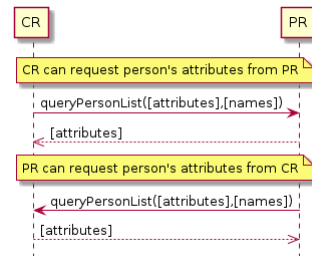 CR PR
CR can request person's attributes from PR
queryPersonList([attributes],[names])
[attributes]
PR can request person's attributes from CR
queryPersonList([attributes],[names])
[attributes]